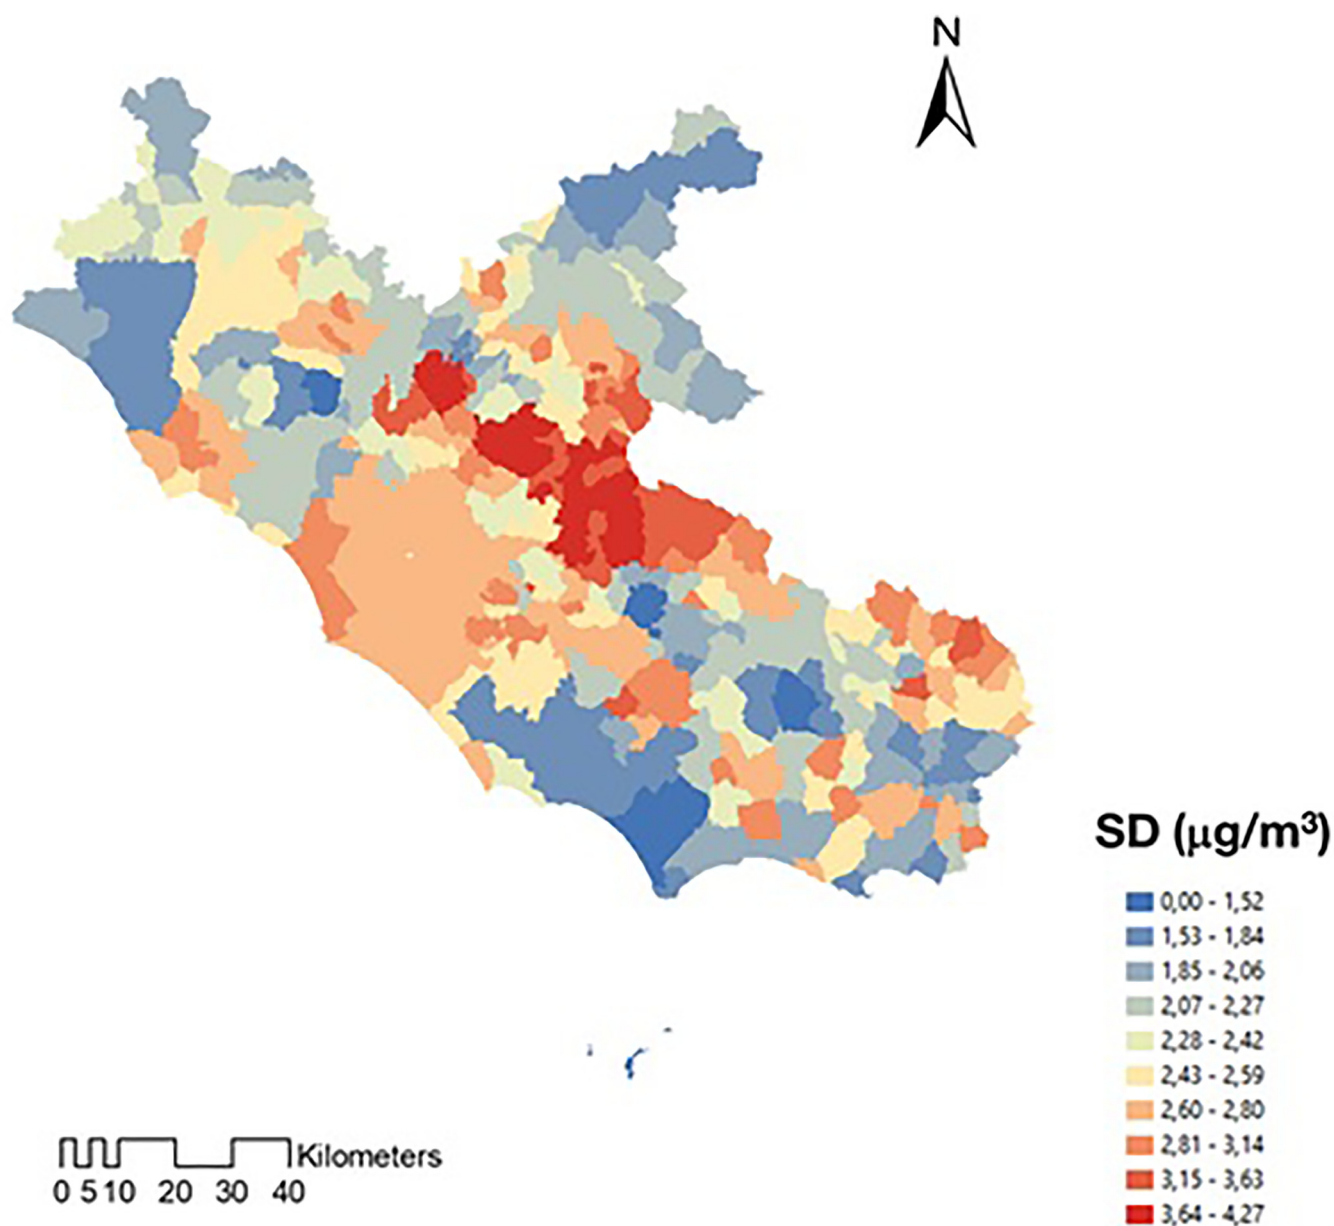 N
SD (µg/m³)
0,00 - 1,52
1,53 - 1,84
1,85 - 2,06
2,07 - 2,27
2,28 - 2,42
2,43 - 2,59
2,60 - 2,80
2,81 - 3,14
3,15 - 3,63
3,64 - 4,27
Kilometers
0 5 10 20 30 40